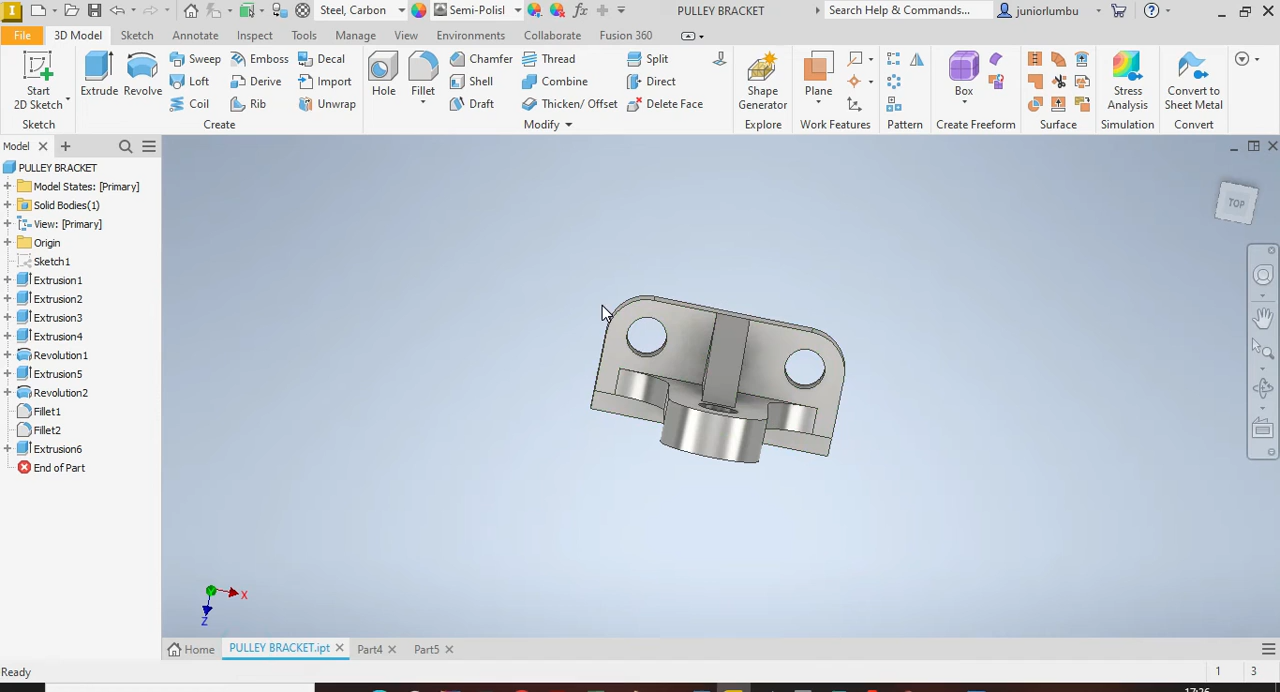 Steel, Carbon
Semi-Polisl
PULLEY BRACKET
Search Help & Commands...
juniorlumbu
File
3D Model
Sketch
Annotate
Inspect
Tools
Manage
View
Environments
Collaborate
Fusion 360
Start
2D Sketch
Sketch
Extrude
Revolve
Sweep
Loft
Coil
Emboss
Derive
Rib
Decal
Import
Unwrap
Create
Hole
Fillet
Chamfer
Shell
Draft
Thread
Combine
Thicken/ Offset
Split
Direct
Delete Face
Modify
Shape
Generator
Explore
Plane
Work Features
Pattern
Box
Create Freeform
Surface
Stress
Analysis
Simulation
Convert to
Sheet Metal
Convert
Model
PULLEY BRACKET
Model States: [Primary]
Solid Bodies(1)
View: [Primary]
Origin
Sketch1
Extrusion1
Extrusion2
Extrusion3
Extrusion4
Revolution1
Extrusion5
Revolution2
Fillet1
Fillet2
Extrusion6
End of Part
TOP
X
Z
Home
PULLEY BRACKET.ipt
Part4
Part5
Ready
1
3